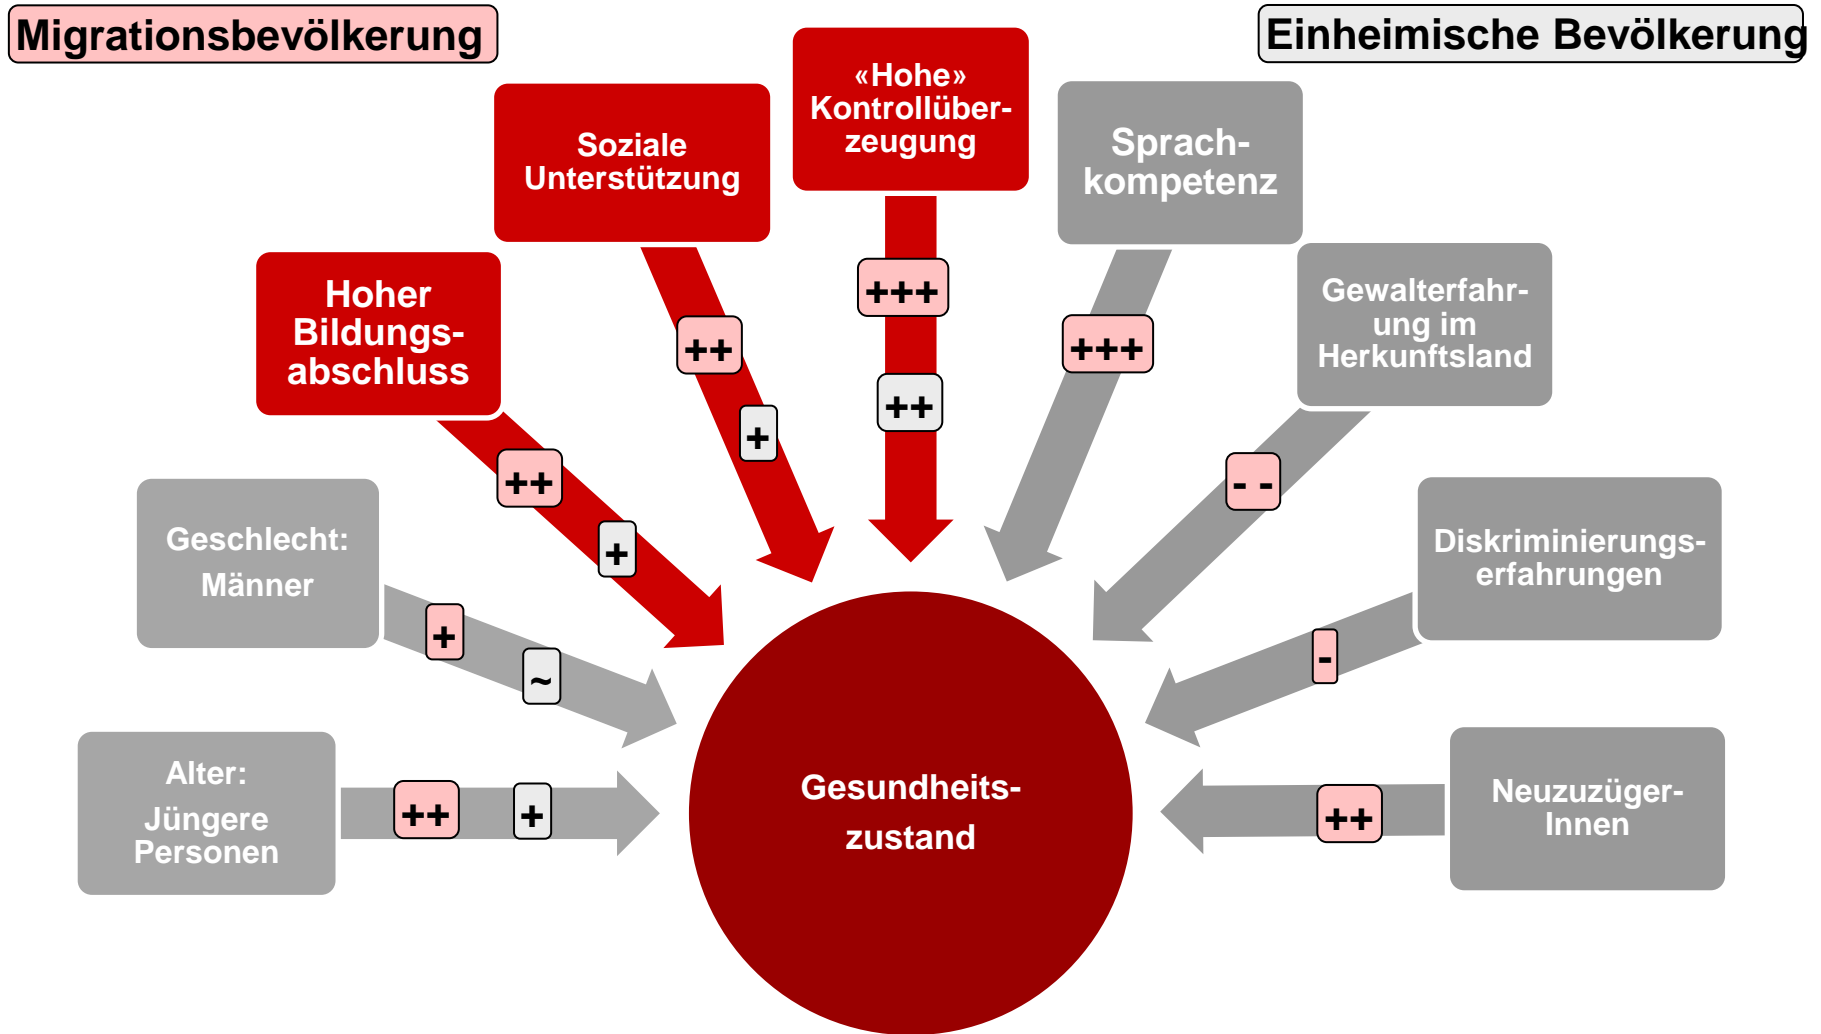 Migrationsbevölkerung
Einheimische Bevölkerung
«Hohe»
Kontrollüber-
zeugung
Soziale
Unterstützung
Sprach-
kompetenz
Hoher
Bildungs-
abschluss
Gewalterfahr-
ung im
Herkunftsland
+++
++
++
+
+++
++
+
- -
Geschlecht:
Männer
+
~
Diskriminierungs-
erfahrungen
-
Alter:
Jüngere
Personen
++
+
Gesundheits-
zustand
++
Neuzuzüger-
Innen